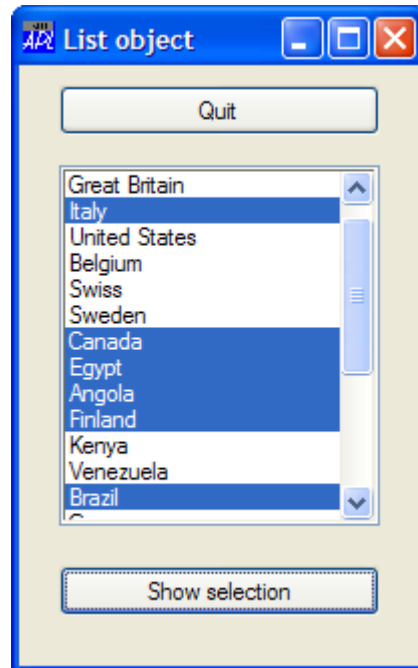 APL List object
Quit
Great Britain
Italy
United States
Belgium
Swiss
Sweden
Canada
Egypt
Angola
Finland
Kenya
Venezuela
Brazil
Show selection